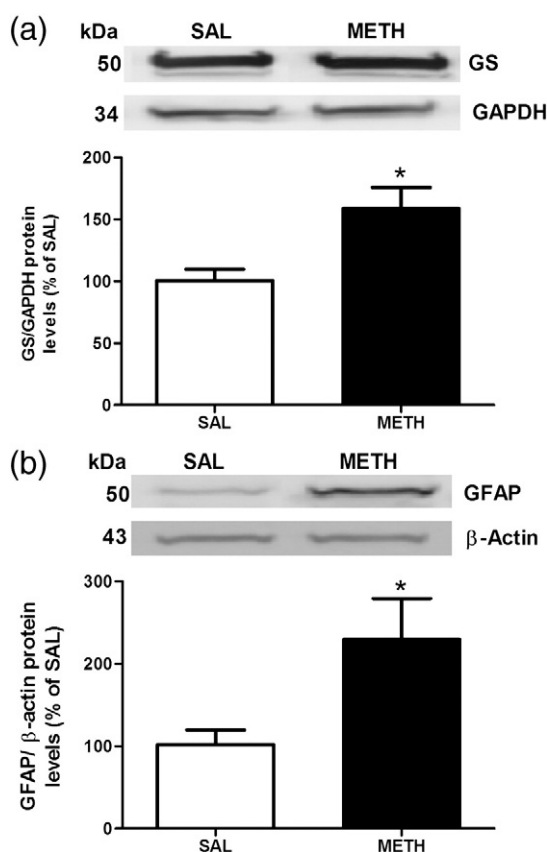 (a)
kDa SAL METH
50 GS
34 GAPDH
200
150
100
50
0
GS/GAPDH protein
levels (% of SAL)
*
SAL METH
(b)
kDa SAL METH
50 GFAP
43 β-Actin
300
200
100
0
GFAP/ β-actin protein
levels (% of SAL)
*
SAL METH